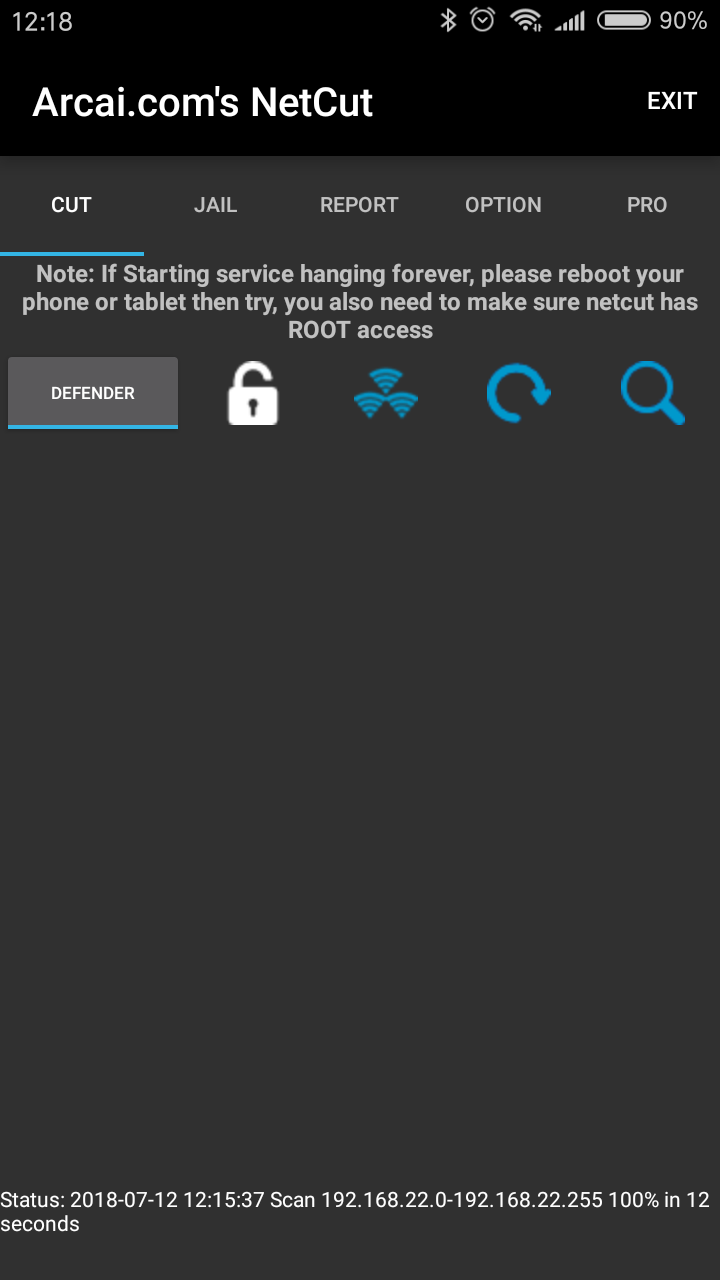 12:18
90%
Arcai.com's NetCut
EXIT
CUT
JAIL
REPORT
OPTION
PRO
Note: If Starting service hanging forever, please reboot your
phone or tablet then try, you also need to make sure netcut has
ROOT access
DEFENDER
Status: 2018-07-12 12:15:37 Scan 192.168.22.0-192.168.22.255 100% in 12
seconds